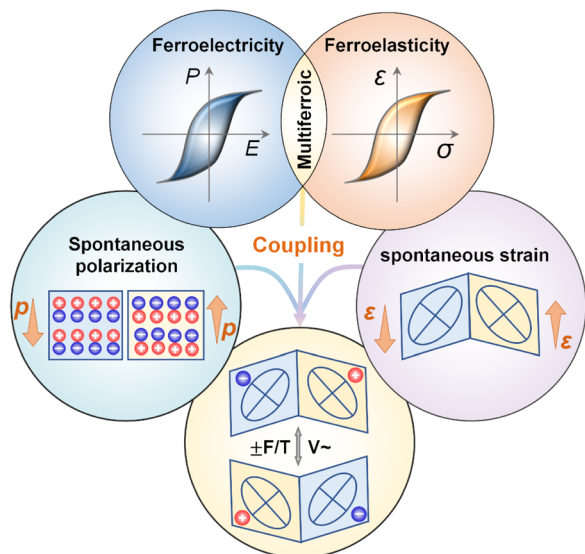 Ferroelectricity
Ferroelasticity
P
E
Multiferroic
ε
σ
Spontaneous
polarization
Coupling
spontaneous strain
p
+ + + +
− − − −
+ + + +
− − − −
− − − −
+ + + +
− − − −
+ + + +
p
ε
ε
−
+
±F/T
V~
+
−